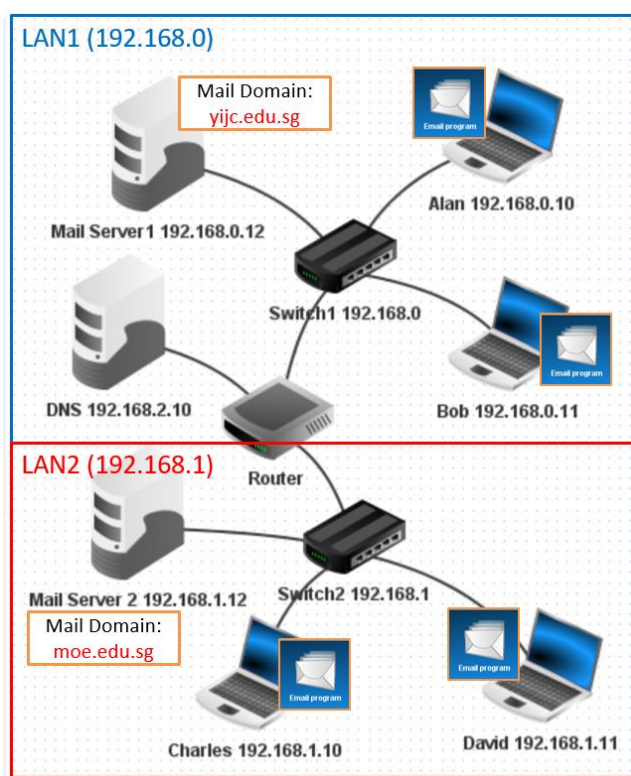 LAN1 (192.168.0)
Mail Domain:
yijc.edu.sg
Email program
Alan 192.168.0.10
Mail Server1 192.168.0.12
Switch1 192.168.0
Email program
DNS 192.168.2.10
Bob 192.168.0.11
LAN2 (192.168.1)
Router
Mail Server 2 192.168.1.12
Switch2 192.168.1
Mail Domain:
moe.edu.sg
Email program
Email program
Charles 192.168.1.10
David 192.168.1.11